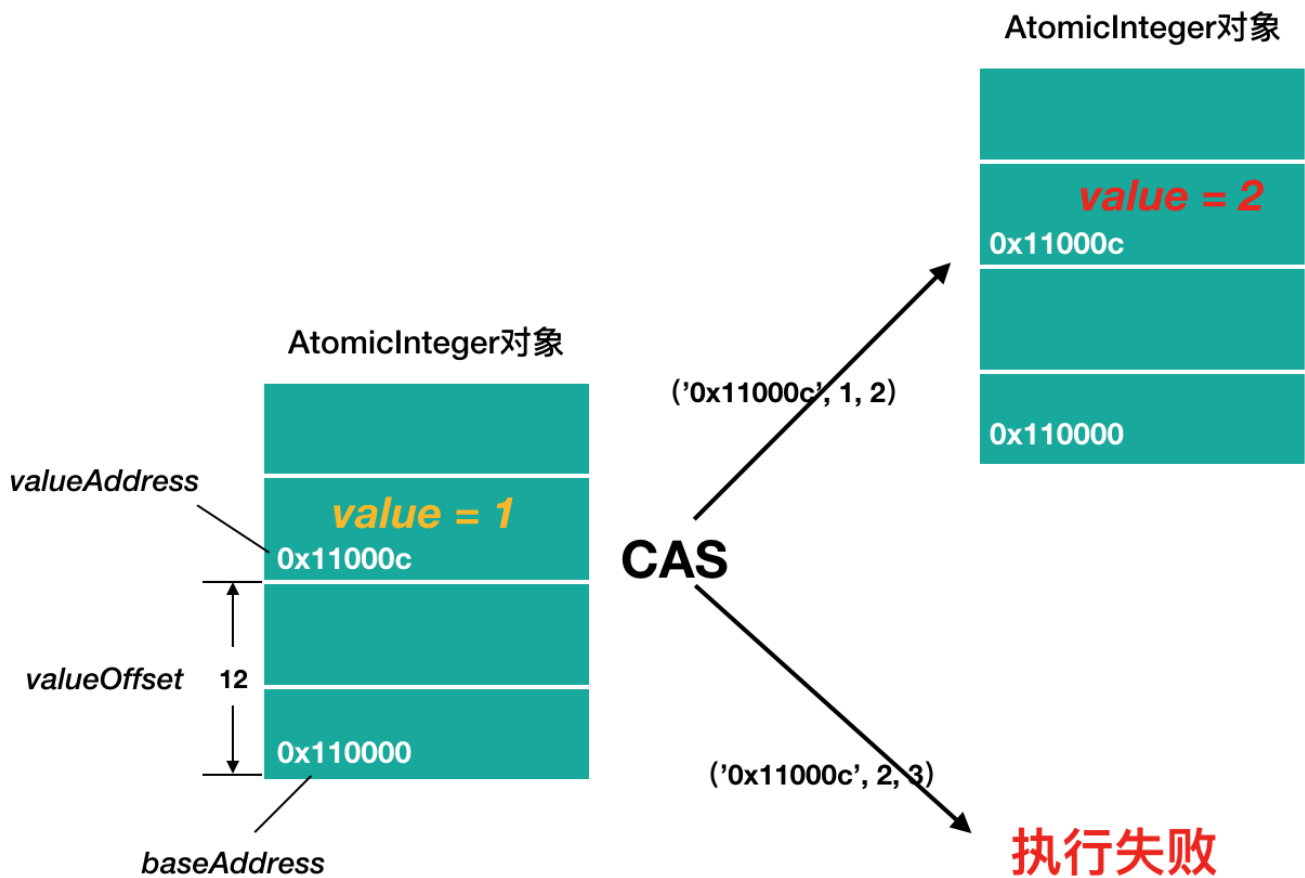 AtomicInteger对象
value = 2
0x11000c
0x110000
AtomicInteger对象
valueAddress
value = 1
0x11000c
valueOffset
12
0x110000
baseAddress
CAS
（’0x11000c’, 1, 2）
（’0x11000c’, 2, 3）
执行失败